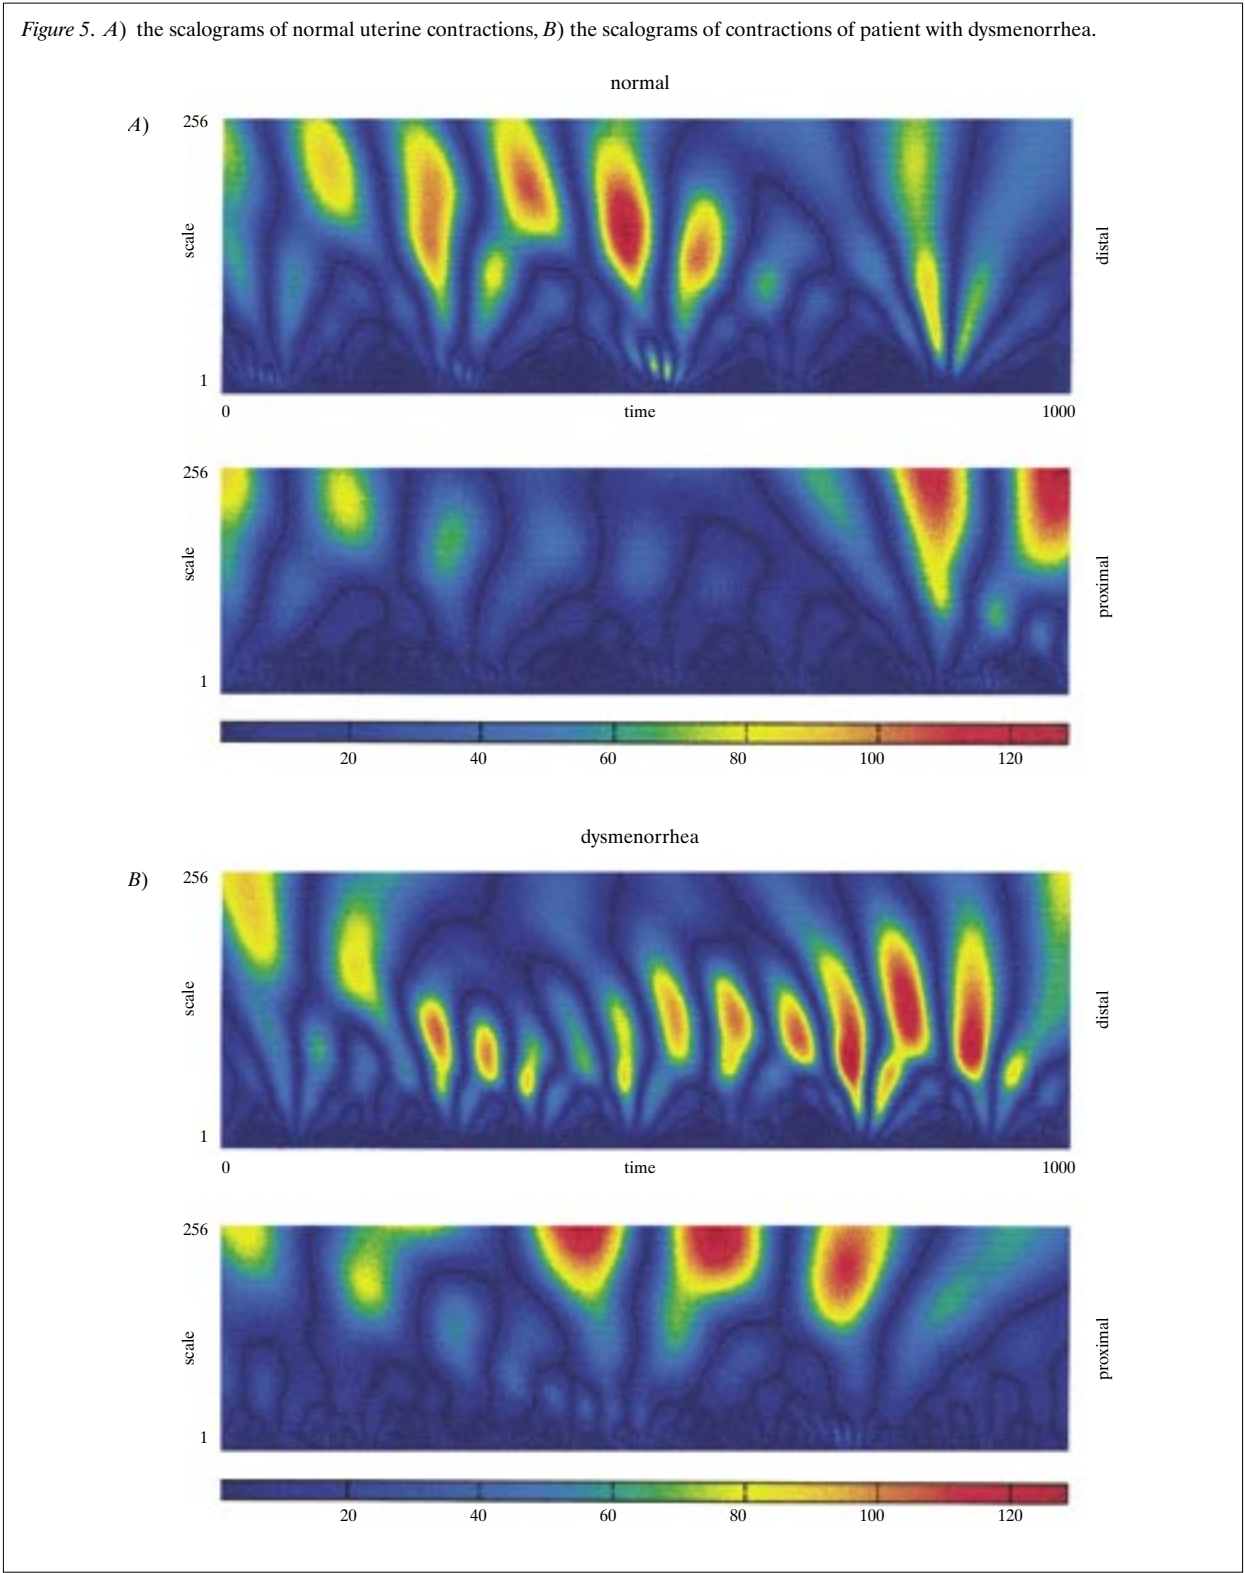 Figure 5. A) the scalograms of normal uterine contractions, B) the scalograms of contractions of patient with dysmenorrhea.
normal
A)
256
scale
distal
1
0 time 1000
256
scale
proximal
1
20 40 60 80 100 120
dysmenorrhea
B)
256
scale
distal
1
0 time 1000
256
scale
proximal
1
20 40 60 80 100 120